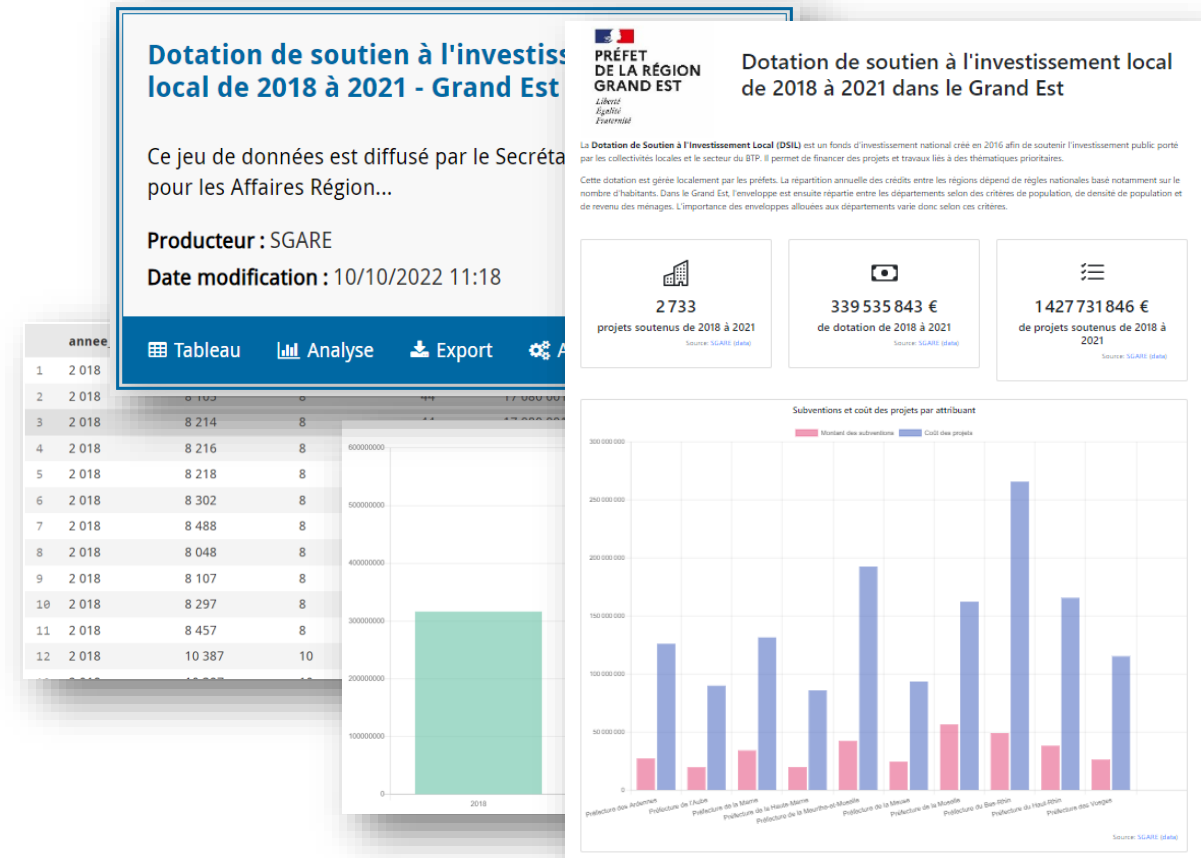 Dotation de soutien à l'investiss
local de 2018 à 2021 - Grand Est
Ce jeu de données est diffusé par le Secréta
pour les Affaires Région...
Producteur : SGARE
Date modification : 10/10/2022 11:18
Tableau Analyse Export A
annee_
1 2 018
2 2 018 8 105 8 44 17 080 001
3 2 018 8 214 8 44 17 080 001
4 2 018 8 216 8
5 2 018 8 218 8
6 2 018 8 302 8
7 2 018 8 488 8
8 2 018 8 048 8
9 2 018 8 107 8
10 2 018 8 297 8
11 2 018 8 457 8
12 2 018 10 387 10
600000000
500000000
400000000
300000000
200000000
100000000
0
2018
PRÉFET
DE LA RÉGION
GRAND EST
Liberté
Égalité
Fraternité
Dotation de soutien à l'investissement local
de 2018 à 2021 dans le Grand Est
La Dotation de Soutien à l'Investissement Local (DSIL) est un fonds d'investissement national créé en 2016 afin de soutenir l'investissement public porté
par les collectivités locales et le secteur du BTP. Il permet de financer des projets et travaux liés à des thématiques prioritaires.
Cette dotation est gérée localement par les préfets. La répartition annuelle des crédits entre les régions dépend de règles nationales basé notamment sur le
nombre d'habitants. Dans le Grand Est, l'enveloppe est ensuite répartie entre les départements selon des critères de population, de densité de population et
de revenu des ménages. L'importance des enveloppes allouées aux départements varie donc selon ces critères.
2 733
projets soutenus de 2018 à 2021
Source: SGARE (data)
339 535 843 €
de dotation de 2018 à 2021
Source: SGARE (data)
1 427 731 846 €
de projets soutenus de 2018 à
2021
Source: SGARE (data)
Subventions et coût des projets par attribuant
Montant des subventions Coût des projets
300 000 000
250 000 000
200 000 000
150 000 000
100 000 000
50 000 000
0
Préfecture des Ardennes
Préfecture de l'Aube
Préfecture de la Marne
Préfecture de la Haute-Marne
Préfecture de la Meurthe-et-Moselle
Préfecture de la Meuse
Préfecture de la Moselle
Préfecture du Bas-Rhin
Préfecture du Haut-Rhin
Préfecture des Vosges
Source: SGARE (data)